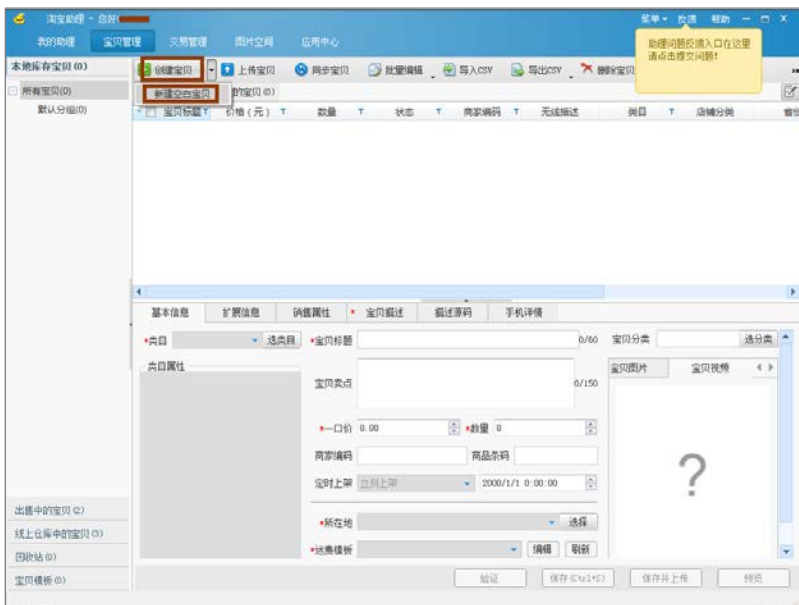 淘宝助理 - 您好
菜单 反馈 帮助
我的助理 宝贝管理 交易管理 图片空间 应用中心
助理问题反馈入口在这里
请点击提交问题!
本地库存宝贝(0)
创建宝贝 上传宝贝 同步宝贝 批量编辑 导入CSV 导出CSV 删除宝贝
所有宝贝(0)
新建空白宝贝 的宝贝(0)
默认分组(0)
宝贝标题 价格(元) 数量 状态 商家编码 无线描述 类目 店铺分类 省份
基本信息 扩展信息 销售属性 * 宝贝描述 描述源码 手机详情
*类目 选类目 *宝贝标题 0/60 宝贝分类 选分类
类目属性
宝贝图片 宝贝视频
宝贝卖点 0/150
*一口价 0.00 *数量 0
商家编码 商品条码
定时上架 立刻上架 2000/1/1 0:00:00
?
出售中的宝贝(2)
*所在地 选择
线上仓库中的宝贝(3)
*运费模板 编辑 刷新
回收站(0)
宝贝模板(0)
验证 保存(Ctrl+S) 保存并上传 预览